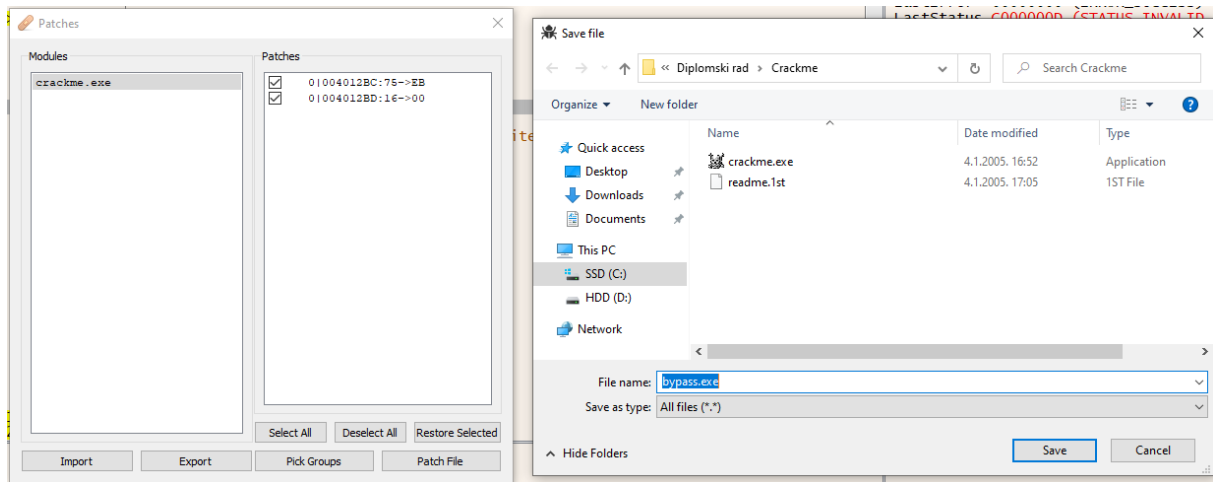 Patches
Modules
crackme.exe
Patches
0|004012BC:75->EB
0|004012BD:16->00
Select All Deselect All Restore Selected
Import Export Pick Groups Patch File
LastStatus C000000D (STATUS_INVALID
ite
Save file
« Diplomski rad > Crackme
Search Crackme
Organize New folder
Name Date modified Type
Quick access
Desktop
Downloads
Documents
This PC
SSD (C:)
HDD (D:)
Network
crackme.exe 4.1.2005. 16:52 Application
readme.1st 4.1.2005. 17:05 1ST File
File name: bypass.exe
Save as type: All files (*.*)
Hide Folders
Save Cancel